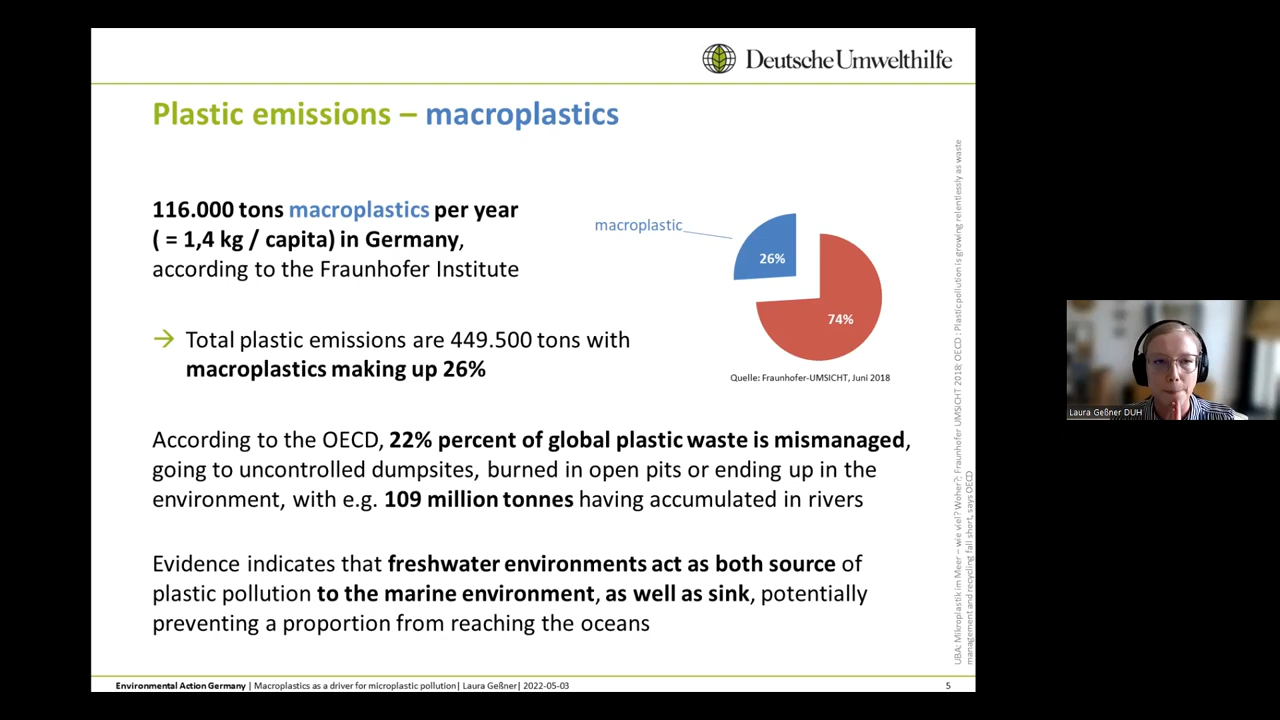 Deutsche Umwelthilfe
Plastic emissions – macroplastics
116.000 tons macroplastics per year
( = 1,4 kg / capita) in Germany,
according to the Fraunhofer Institute
macroplastic
26%
74%
Quelle: Fraunhofer-UMSICHT, Juni 2018
→ Total plastic emissions are 449.500 tons with
macroplastics making up 26%
According to the OECD, 22% percent of global plastic waste is mismanaged,
going to uncontrolled dumpsites, burned in open pits or ending up in the
environment, with e.g. 109 million tonnes having accumulated in rivers
Evidence indicates that freshwater environments act as both source of
plastic pollution to the marine environment, as well as sink, potentially
preventing a proportion from reaching the oceans
UBA: Mikroplastik im Meer – wie viel? Woher?; Fraunhofer UMSICHT 2018; OECD : Plastic pollution is growing relentlessly as waste
management and recycling fall short, says OECD
Environmental Action Germany | Macroplastics as a driver for microplastic pollution| Laura Geßner| 2022-05-03
5
Laura Geßner DUH